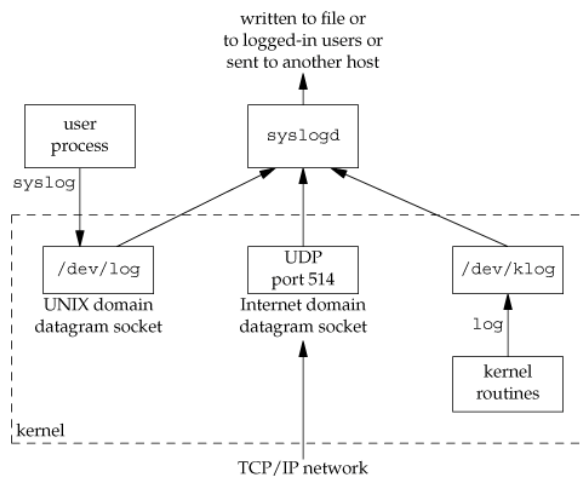 written to file or
to logged-in users or
sent to another host
user
process
syslogd
syslog
/dev/log
UDP
port 514
/dev/klog
UNIX domain
datagram socket
Internet domain
datagram socket
log
kernel
routines
kernel
TCP/IP network